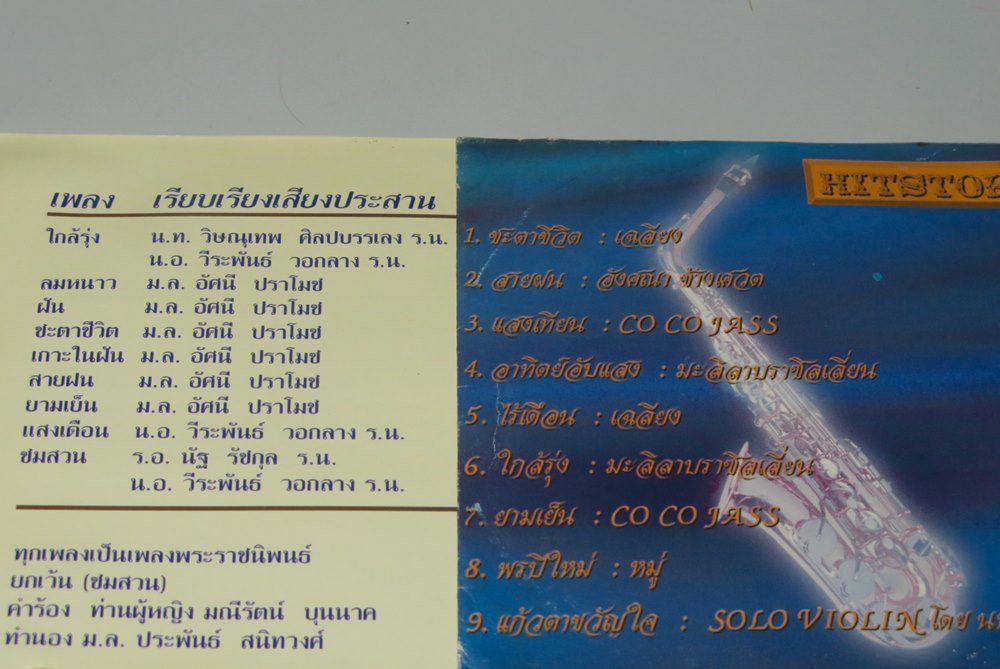 เพลง เรียบเรียงเสียงประสาน
ใกล้รุ่ง น.ท. วิษณุเทพ ศิลปบรรเลง ร.น.
น.อ. วีระพันธ์ วอกลาง ร.น.
ลมหนาว ม.ล. อัศนี ปราโมช
ฝัน ม.ล. อัศนี ปราโมช
ชะตาชีวิต ม.ล. อัศนี ปราโมช
เกาะในฝัน ม.ล. อัศนี ปราโมช
สายฝน ม.ล. อัศนี ปราโมช
ยามเย็น ม.ล. อัศนี ปราโมช
แสงเดือน น.อ. วีระพันธ์ วอกลาง ร.น.
ชมสวน ร.อ. นัฐ รัชกุล ร.น.
น.อ. วีระพันธ์ วอกลาง ร.น.
ทุกเพลงเป็นเพลงพระราชนิพนธ์
ยกเว้น (ชมสวน)
คำร้อง ท่านผู้หญิง มณีรัตน์ บุนนาค
ทำนอง ม.ล. ประพันธ์ สนิทวงศ์
1. ชะตาชีวิต : เฉลียง
2. สายฝน : อังศณา ช้างเศวต
3. แสงเทียน : CO CO JASS
4. อาทิตย์อับแสง : มะลิลาบราซิลเลี่ยน
5. ไร้เดือน : เฉลียง
6. ใกล้รุ่ง : มะลิลาบราซิลเลี่ยน
7. ยามเย็น : CO CO JASS
8. พรปีใหม่ : หมู่
9. แก้วตาขวัญใจ : SOLO VIOLIN โดย